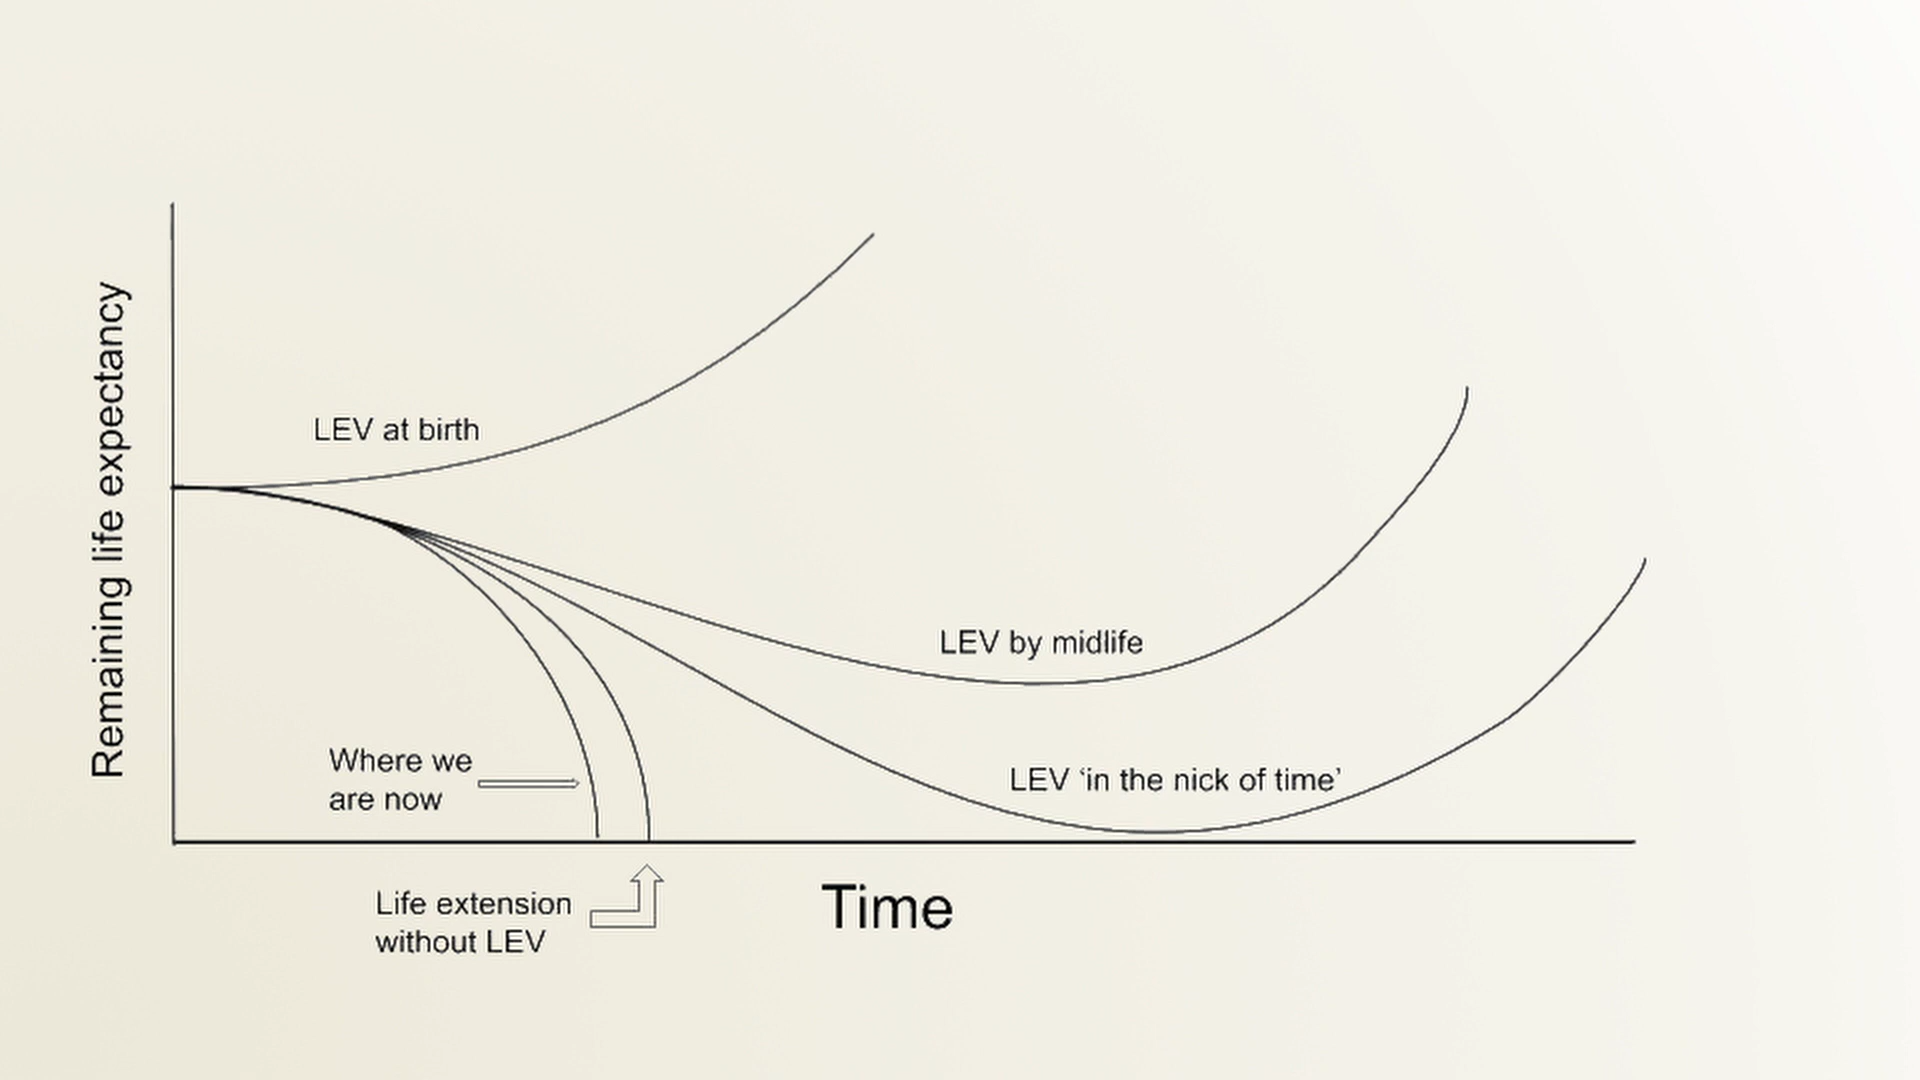 Remaining life expectancy
LEV at birth
LEV by midlife
Where we
are now
LEV ‘in the nick of time’
Life extension
without LEV
Time